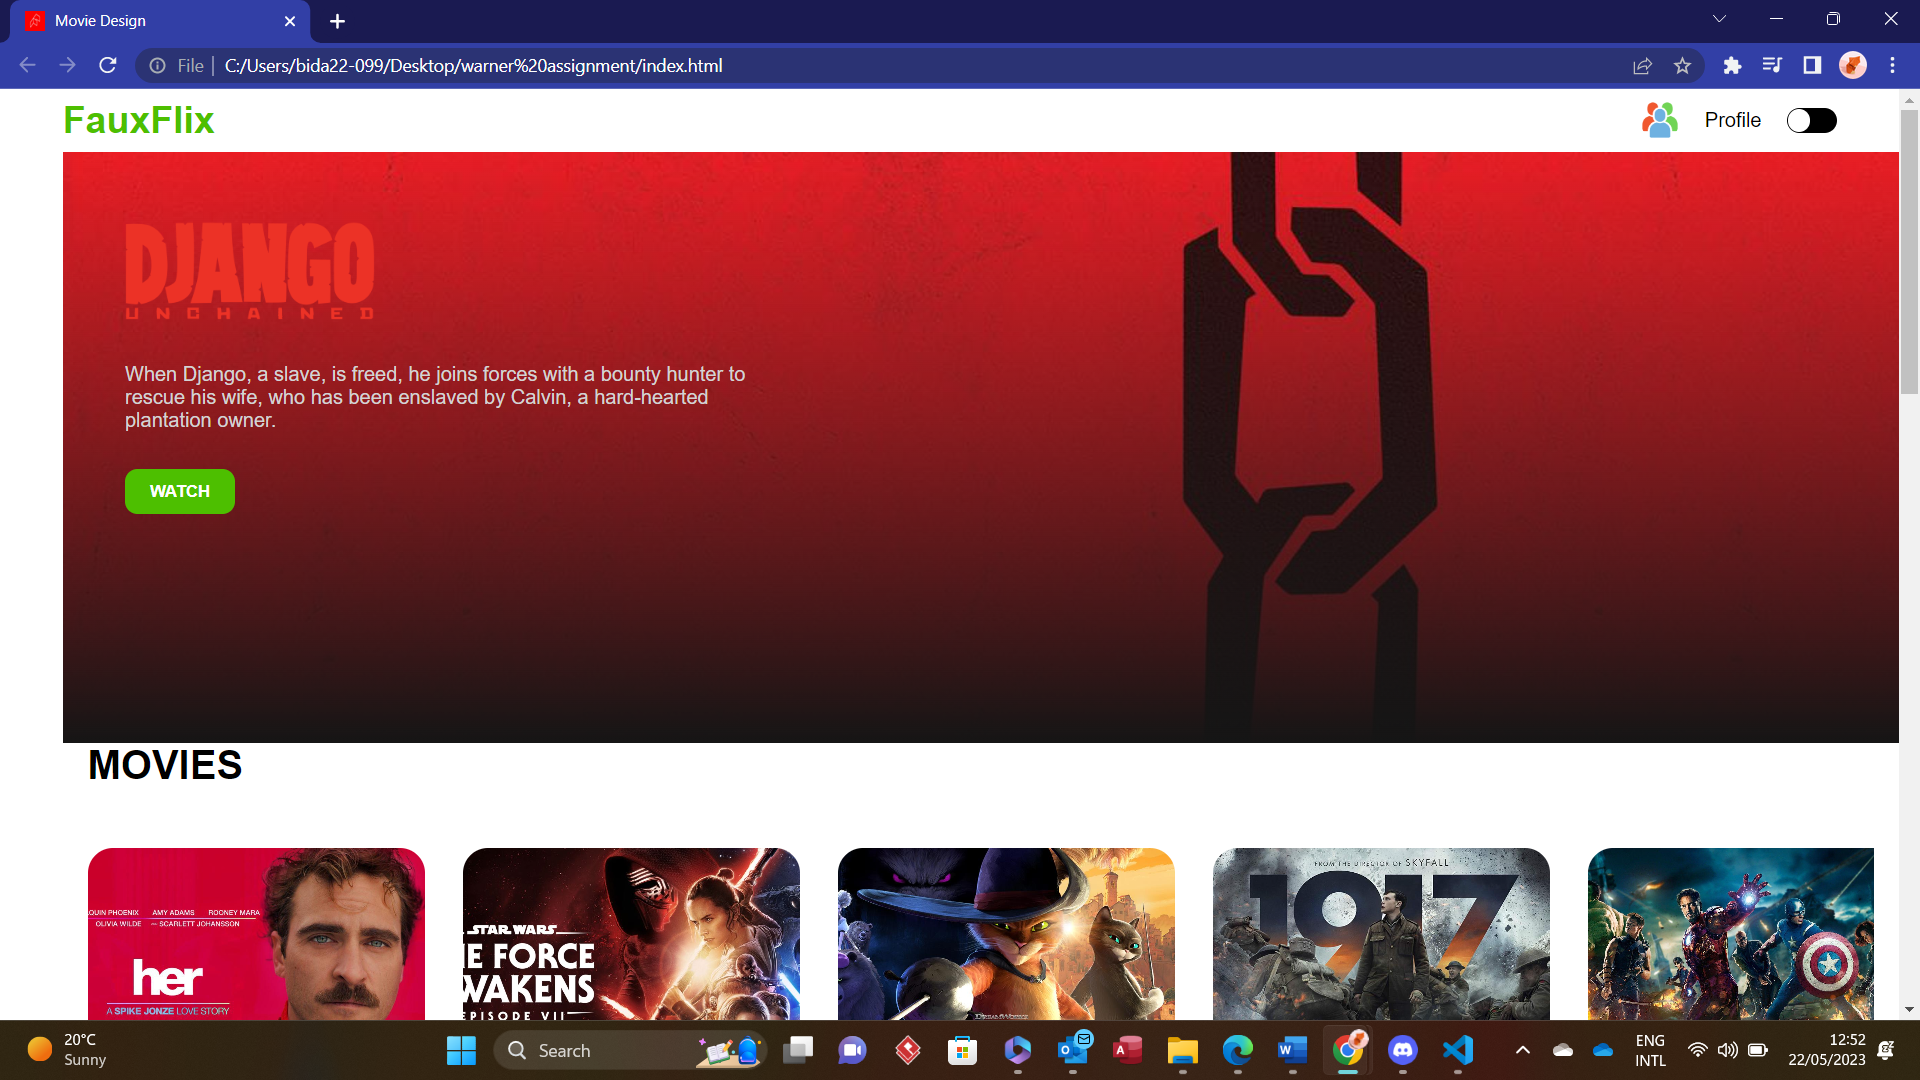 Movie Design
File
C:/Users/bida22-099/Desktop/warner%20assignment/index.html
FauxFlix
Profile
DJANGO
UNCHAINED
When Django, a slave, is freed, he joins forces with a bounty hunter to
rescue his wife, who has been enslaved by Calvin, a hard-hearted
plantation owner.
WATCH
MOVIES
OUIN PHOENIX AMY ADAMS ROONEY MARA
OLIVIA WILDE SCARLETT JOHANSSON
her
A SPIKE JONZE LOVE STORY
STAR WARS
E FORCE
WAKENS
EPISODE VII
DREAMWORKS
FROM THE DIRECTOR OF SKYFALL
1917
20°C
Sunny
Search
ENG
INTL
12:52
22/05/2023